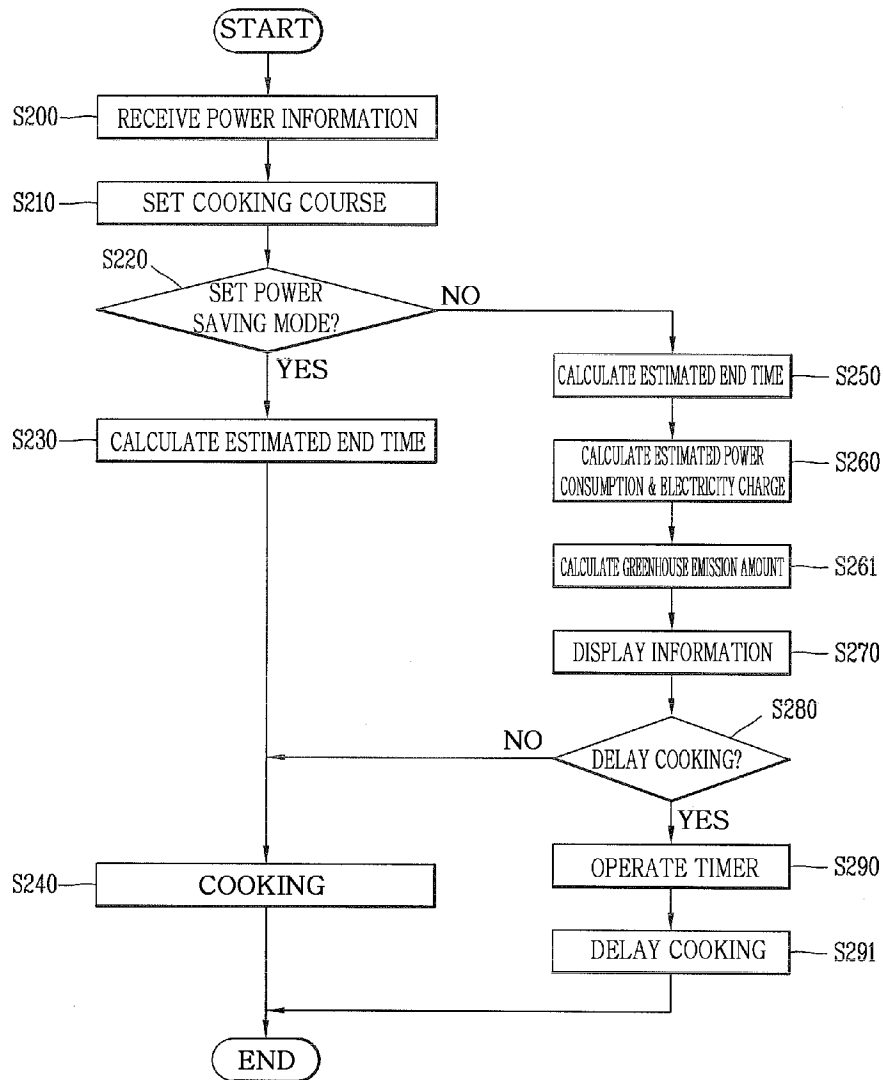 START
S200
RECEIVE POWER INFORMATION
S210
SET COOKING COURSE
S220
SET POWER
SAVING MODE?
NO
YES
S230
CALCULATE ESTIMATED END TIME
CALCULATE ESTIMATED END TIME
S250
CALCULATE ESTIMATED POWER
CONSUMPTION & ELECTRICITY CHARGE
S260
CALCULATE GREENHOUSE EMISSION AMOUNT
S261
DISPLAY INFORMATION
S270
S280
DELAY COOKING?
NO
YES
S240
COOKING
OPERATE TIMER
S290
DELAY COOKING
S291
END